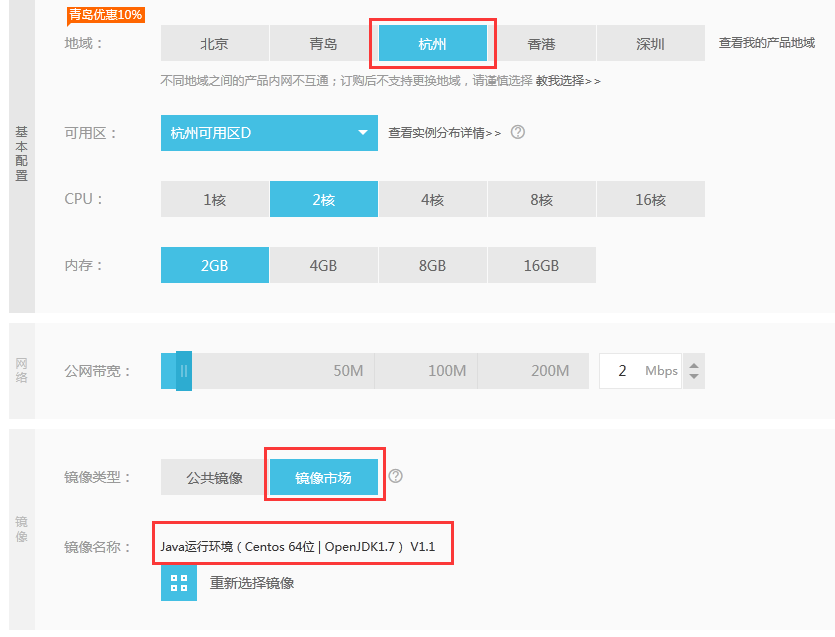 青岛优惠10%
地域： 北京 青岛 杭州 香港 深圳 查看我的产品地域
不同地域之间的产品内网不互通；订购后不支持更换地域，请谨慎选择 教我选择>>
基本配置
可用区： 杭州可用区D 查看实例分布详情>> ?
CPU： 1核 2核 4核 8核 16核
内存： 2GB 4GB 8GB 16GB
网络
公网带宽： 50M 100M 200M 2 Mbps
镜像类型： 公共镜像 镜像市场 ?
镜像
镜像名称： Java运行环境（Centos 64位 | OpenJDK1.7） V1.1
重新选择镜像